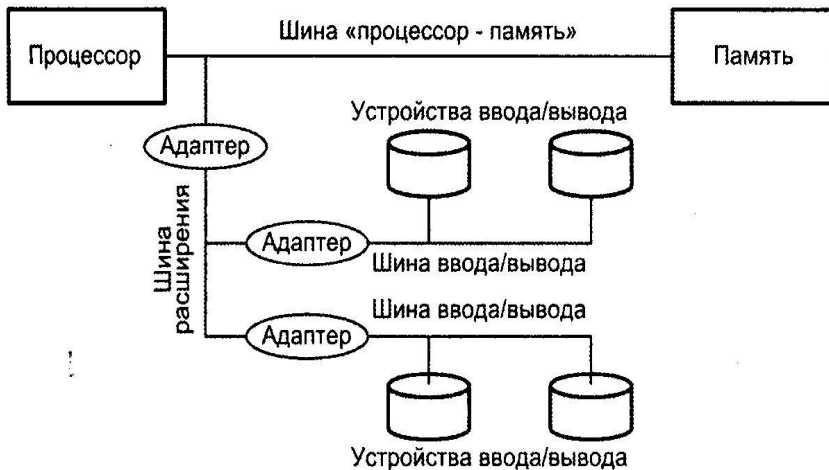 Шина «процессор - память»
Процессор
Память
Устройства ввода/вывода
Адаптер
Шина
расширения
Адаптер
Шина ввода/вывода
Шина ввода/вывода
Адаптер
Устройства ввода/вывода